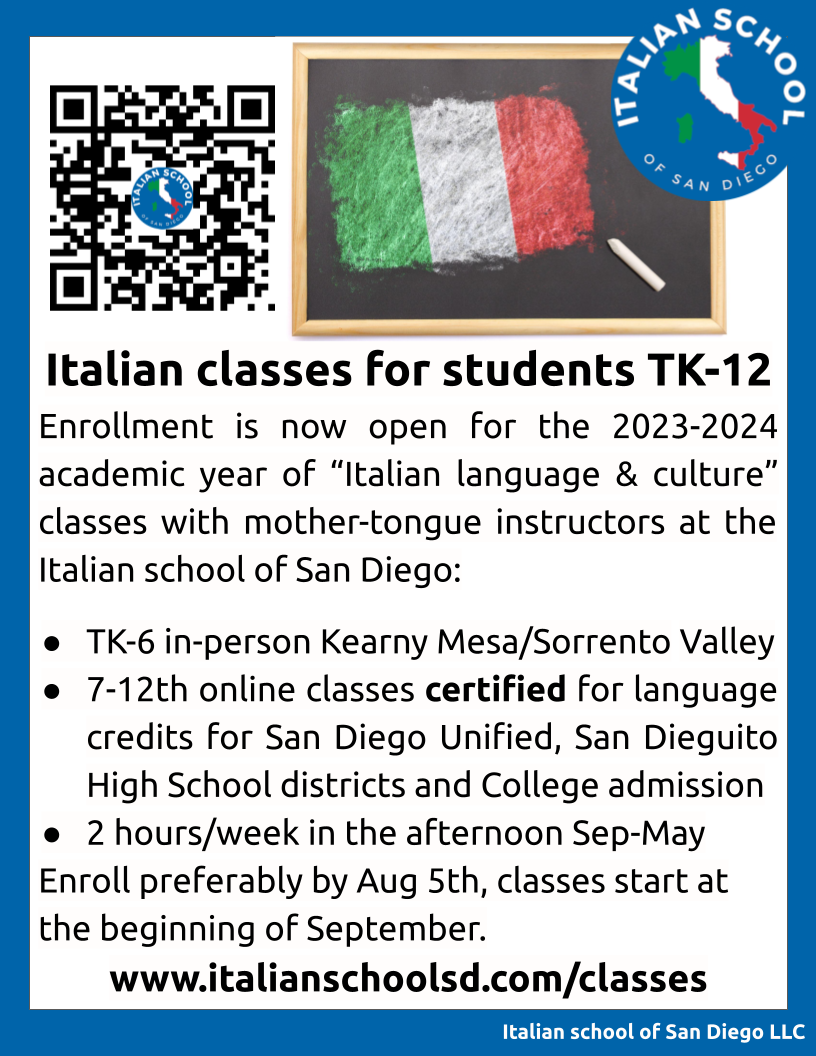 ITALIAN SCHOOL
OF SAN DIEGO
ITALIAN SCHOOL
OF SAN DIEGO
Italian classes for students TK-12
Enrollment is now open for the 2023-2024
academic year of “Italian language & culture”
classes with mother-tongue instructors at the
Italian school of San Diego:
● TK-6 in-person Kearny Mesa/Sorrento Valley
● 7-12th online classes certified for language
credits for San Diego Unified, San Dieguito
High School districts and College admission
● 2 hours/week in the afternoon Sep-May
Enroll preferably by Aug 5th, classes start at
the beginning of September.
www.italianschoolsd.com/classes
Italian school of San Diego LLC